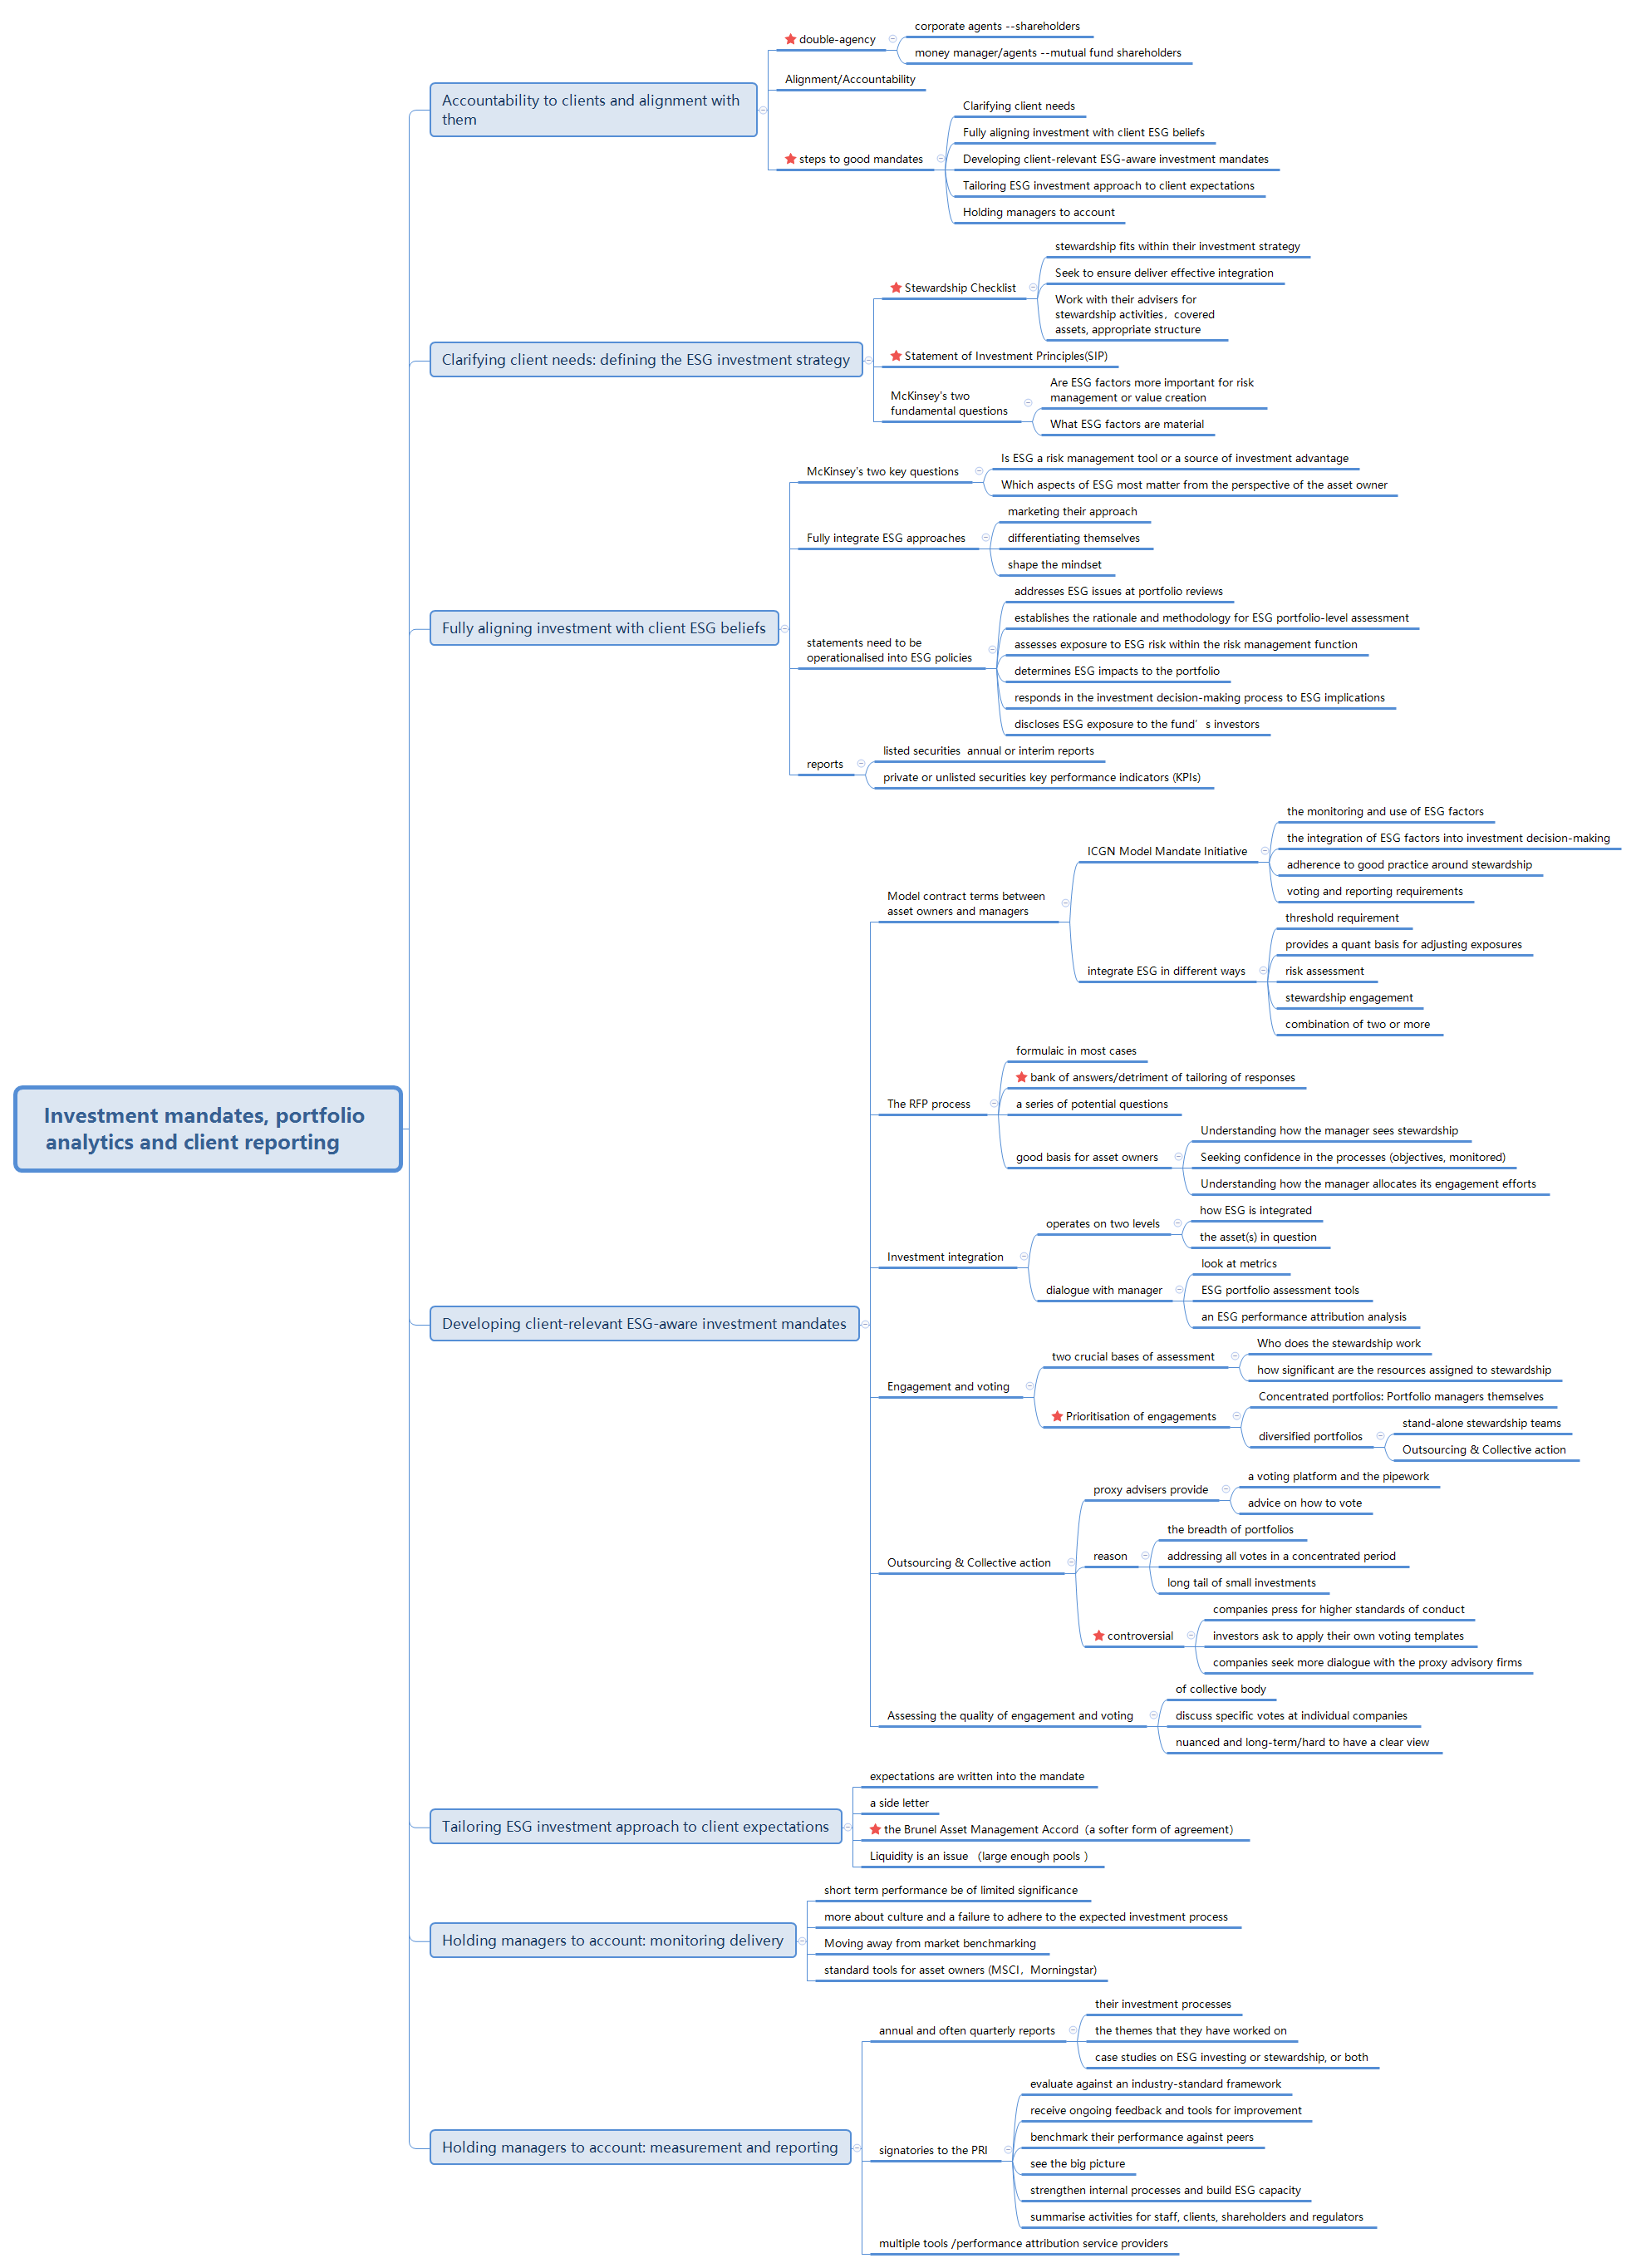 double-agency
corporate agents --shareholders
money manager/agents --mutual fund shareholders
Alignment/Accountability
Accountability to clients and alignment with
them
steps to good mandates
Clarifying client needs
Fully aligning investment with client ESG beliefs
Developing client-relevant ESG-aware investment mandates
Tailoring ESG investment approach to client expectations
Holding managers to account
Clarifying client needs: defining the ESG investment strategy
Stewardship Checklist
stewardship fits within their investment strategy
Seek to ensure deliver effective integration
Work with their advisers for
stewardship activities, covered
assets, appropriate structure
Statement of Investment Principles(SIP)
McKinsey's two
fundamental questions
Are ESG factors more important for risk
management or value creation
What ESG factors are material
Fully aligning investment with client ESG beliefs
McKinsey's two key questions
Is ESG a risk management tool or a source of investment advantage
Which aspects of ESG most matter from the perspective of the asset owner
Fully integrate ESG approaches
marketing their approach
differentiating themselves
shape the mindset
statements need to be
operationalised into ESG policies
addresses ESG issues at portfolio reviews
establishes the rationale and methodology for ESG portfolio-level assessment
assesses exposure to ESG risk within the risk management function
determines ESG impacts to the portfolio
responds in the investment decision-making process to ESG implications
discloses ESG exposure to the fund’s investors
reports
listed securities annual or interim reports
private or unlisted securities key performance indicators (KPIs)
Investment mandates, portfolio
analytics and client reporting
Developing client-relevant ESG-aware investment mandates
Model contract terms between
asset owners and managers
ICGN Model Mandate Initiative
the monitoring and use of ESG factors
the integration of ESG factors into investment decision-making
adherence to good practice around stewardship
voting and reporting requirements
integrate ESG in different ways
threshold requirement
provides a quant basis for adjusting exposures
risk assessment
stewardship engagement
combination of two or more
The RFP process
formulaic in most cases
bank of answers/detriment of tailoring of responses
a series of potential questions
good basis for asset owners
Understanding how the manager sees stewardship
Seeking confidence in the processes (objectives, monitored)
Understanding how the manager allocates its engagement efforts
Investment integration
operates on two levels
how ESG is integrated
the asset(s) in question
dialogue with manager
look at metrics
ESG portfolio assessment tools
an ESG performance attribution analysis
Engagement and voting
two crucial bases of assessment
Who does the stewardship work
how significant are the resources assigned to stewardship
Prioritisation of engagements
Concentrated portfolios: Portfolio managers themselves
diversified portfolios
stand-alone stewardship teams
Outsourcing & Collective action
Outsourcing & Collective action
proxy advisers provide
a voting platform and the pipework
advice on how to vote
reason
the breadth of portfolios
addressing all votes in a concentrated period
long tail of small investments
controversial
companies press for higher standards of conduct
investors ask to apply their own voting templates
companies seek more dialogue with the proxy advisory firms
Assessing the quality of engagement and voting
of collective body
discuss specific votes at individual companies
nuanced and long-term/hard to have a clear view
Tailoring ESG investment approach to client expectations
expectations are written into the mandate
a side letter
the Brunel Asset Management Accord（a softer form of agreement）
Liquidity is an issue （large enough pools ）
Holding managers to account: monitoring delivery
short term performance be of limited significance
more about culture and a failure to adhere to the expected investment process
Moving away from market benchmarking
standard tools for asset owners (MSCI，Morningstar)
Holding managers to account: measurement and reporting
annual and often quarterly reports
their investment processes
the themes that they have worked on
case studies on ESG investing or stewardship, or both
signatories to the PRI
evaluate against an industry-standard framework
receive ongoing feedback and tools for improvement
benchmark their performance against peers
see the big picture
strengthen internal processes and build ESG capacity
summarise activities for staff, clients, shareholders and regulators
multiple tools /performance attribution service providers